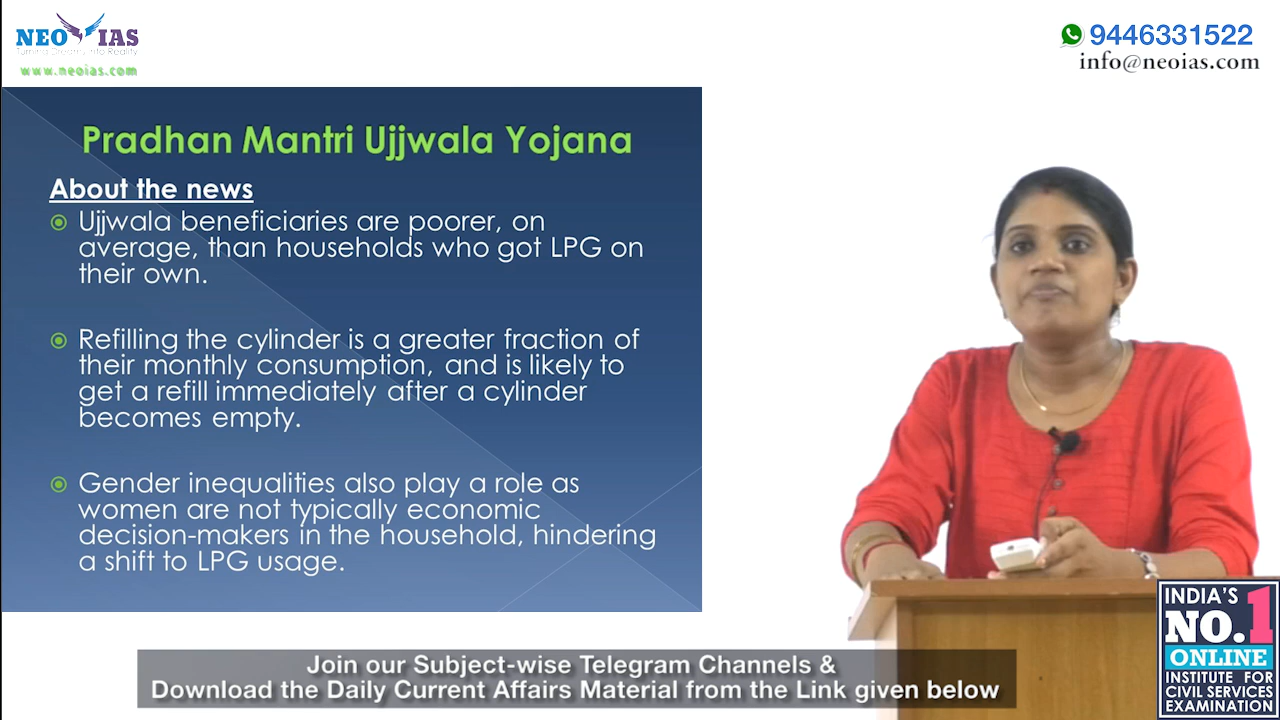 NEO IAS
Turning Dreams Into Reality
www.neoias.com
9446331522
info@neoias.com
Pradhan Mantri Ujjwala Yojana
About the news
Ujjwala beneficiaries are poorer, on
average, than households who got LPG on
their own.
Refilling the cylinder is a greater fraction of
their monthly consumption, and is likely to
get a refill immediately after a cylinder
becomes empty.
Gender inequalities also play a role as
women are not typically economic
decision-makers in the household, hindering
a shift to LPG usage.
INDIA'S
NO.1
ONLINE
INSTITUTE FOR
CIVIL SERVICES
EXAMINATION
Join our Subject-wise Telegram Channels &
Download the Daily Current Affairs Material from the Link given below